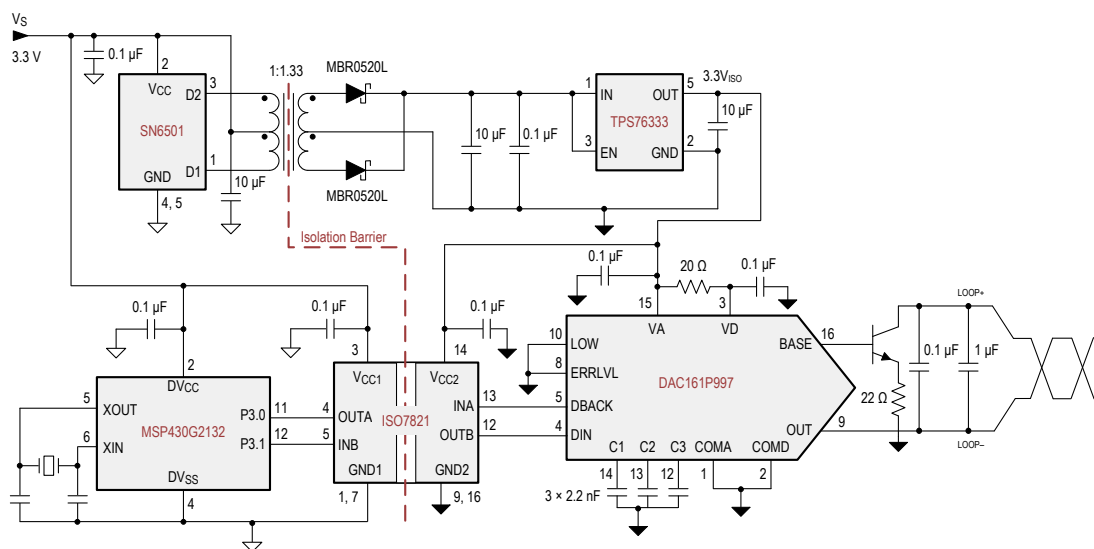 VS
3.3 V
0.1 µF
2
VCC
3
D2
SN6501
1
D1
GND
4, 5
10 µF
1:1.33
MBR0520L
MBR0520L
Isolation Barrier
10 µF
0.1 µF
1
IN
OUT
5
TPS76333
3
EN
GND
2
3.3VISO
10 µF
0.1 µF
20 Ω
0.1 µF
15
3
VA
VD
10
LOW
8
ERRLVL
DAC161P997
BASE
16
5
DBACK
4
DIN
OUT
9
C1
C2
C3
COMA
COMD
14
13
12
1
2
3 × 2.2 nF
22 Ω
0.1 µF
1 µF
LOOP+
LOOP–
0.1 µF
2
DVCC
5
XOUT
6
XIN
MSP430G2132
P3.0
11
P3.1
12
DVSS
4
0.1 µF
3
VCC1
4
OUTA
5
INB
GND1
1, 7
ISO7821
0.1 µF
14
VCC2
INA
13
OUTB
12
GND2
9, 16